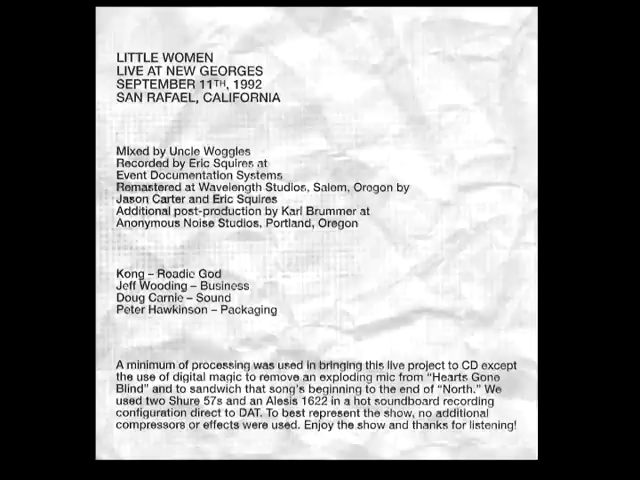 LITTLE WOMEN
LIVE AT NEW GEORGES
SEPTEMBER 11TH, 1992
SAN RAFAEL, CALIFORNIA
Mixed by Uncle Woggles
Recorded by Eric Squires at
Event Documentation Systems
Remastered at Wavelength Studios, Salem, Oregon by
Jason Carter and Eric Squires
Additional post-production by Karl Brummer at
Anonymous Noise Studios, Portland, Oregon
Kong – Roadie God
Jeff Wooding – Business
Doug Carnie – Sound
Peter Hawkinson – Packaging
A minimum of processing was used in bringing this live project to CD except
the use of digital magic to remove an exploding mic from “Hearts Gone
Blind” and to sandwich that song’s beginning to the end of “North.” We
used two Shure 57s and an Alesis 1622 in a hot soundboard recording
configuration direct to DAT. To best represent the show, no additional
compressors or effects were used. Enjoy the show and thanks for listening!